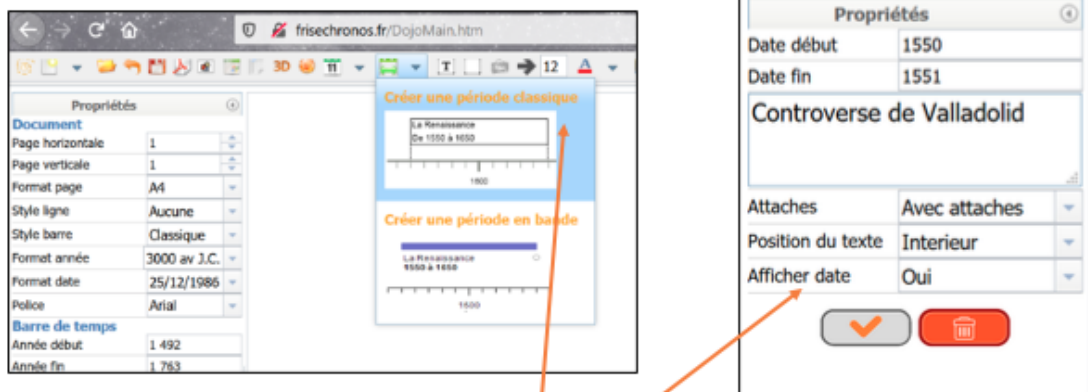 frisechronos.fr/DojoMain.htm
3D 12 A
Propriétés
Document
Page horizontale 1
Page verticale 1
Format page A4
Style ligne Aucune
Style barre Classique
Format année 3000 av J.C.
Format date 25/12/1986
Police Arial
Barre de temps
Année début 1 492
Année fin 1 763
Créer une période classique
La Renaissance
De 1550 à 1650
1600
Créer une période en bande
La Renaissance
1550 à 1650
1600
Propriétés
Date début 1550
Date fin 1551
Controverse de Valladolid
Attaches Avec attaches
Position du texte Interieur
Afficher date Oui